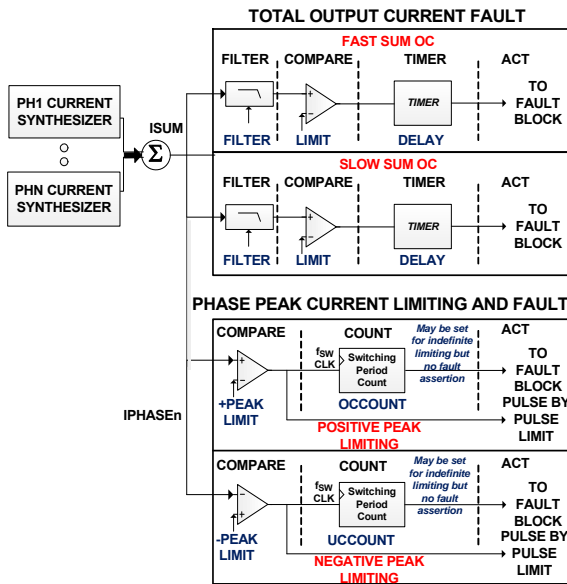 TOTAL OUTPUT CURRENT FAULT
FAST SUM OC
FILTER
COMPARE
TIMER
ACT
PH1 CURRENT
SYNTHESIZER
TIMER
TO
FAULT
BLOCK
FILTER
LIMIT
DELAY
ISUM
Σ
PHN CURRENT
SYNTHESIZER
SLOW SUM OC
FILTER
COMPARE
TIMER
ACT
TIMER
TO
FAULT
BLOCK
FILTER
LIMIT
DELAY
PHASE PEAK CURRENT LIMITING AND FAULT
COMPARE
COUNT
May be set
for indefinite
limiting but
no fault
assertion
ACT
fSW
CLK
Switching
Period
Count
TO
FAULT
BLOCK
PULSE BY
PULSE
LIMIT
+PEAK
LIMIT
OCCOUNT
POSITIVE PEAK
LIMITING
IPHASEn
COMPARE
COUNT
May be set
for indefinite
limiting but
no fault
assertion
ACT
fSW
CLK
Switching
Period
Count
TO
FAULT
BLOCK
PULSE BY
PULSE
LIMIT
-PEAK
LIMIT
UCCOUNT
NEGATIVE PEAK
LIMITING